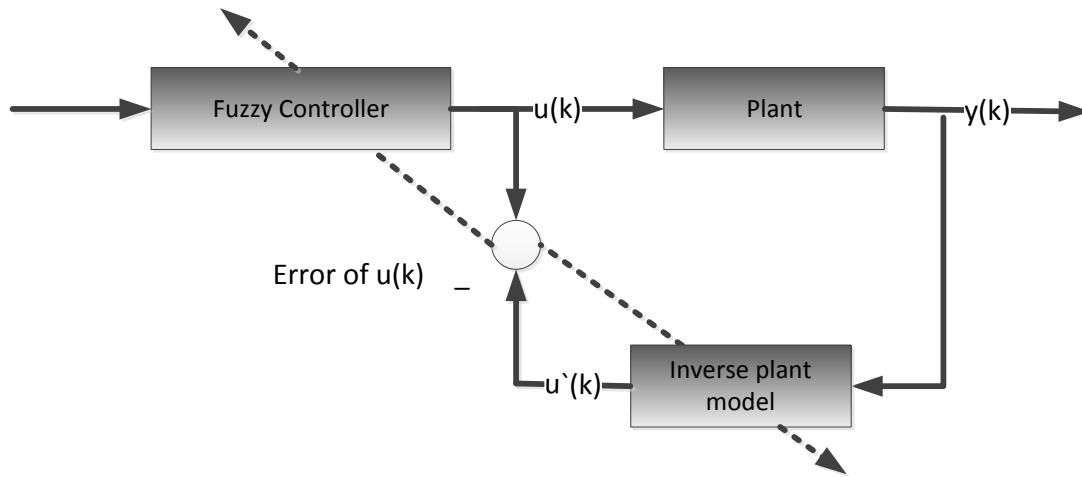 Fuzzy Controller
u(k)
Plant
y(k)
Error of u(k) _
u`(k)
Inverse plant
model